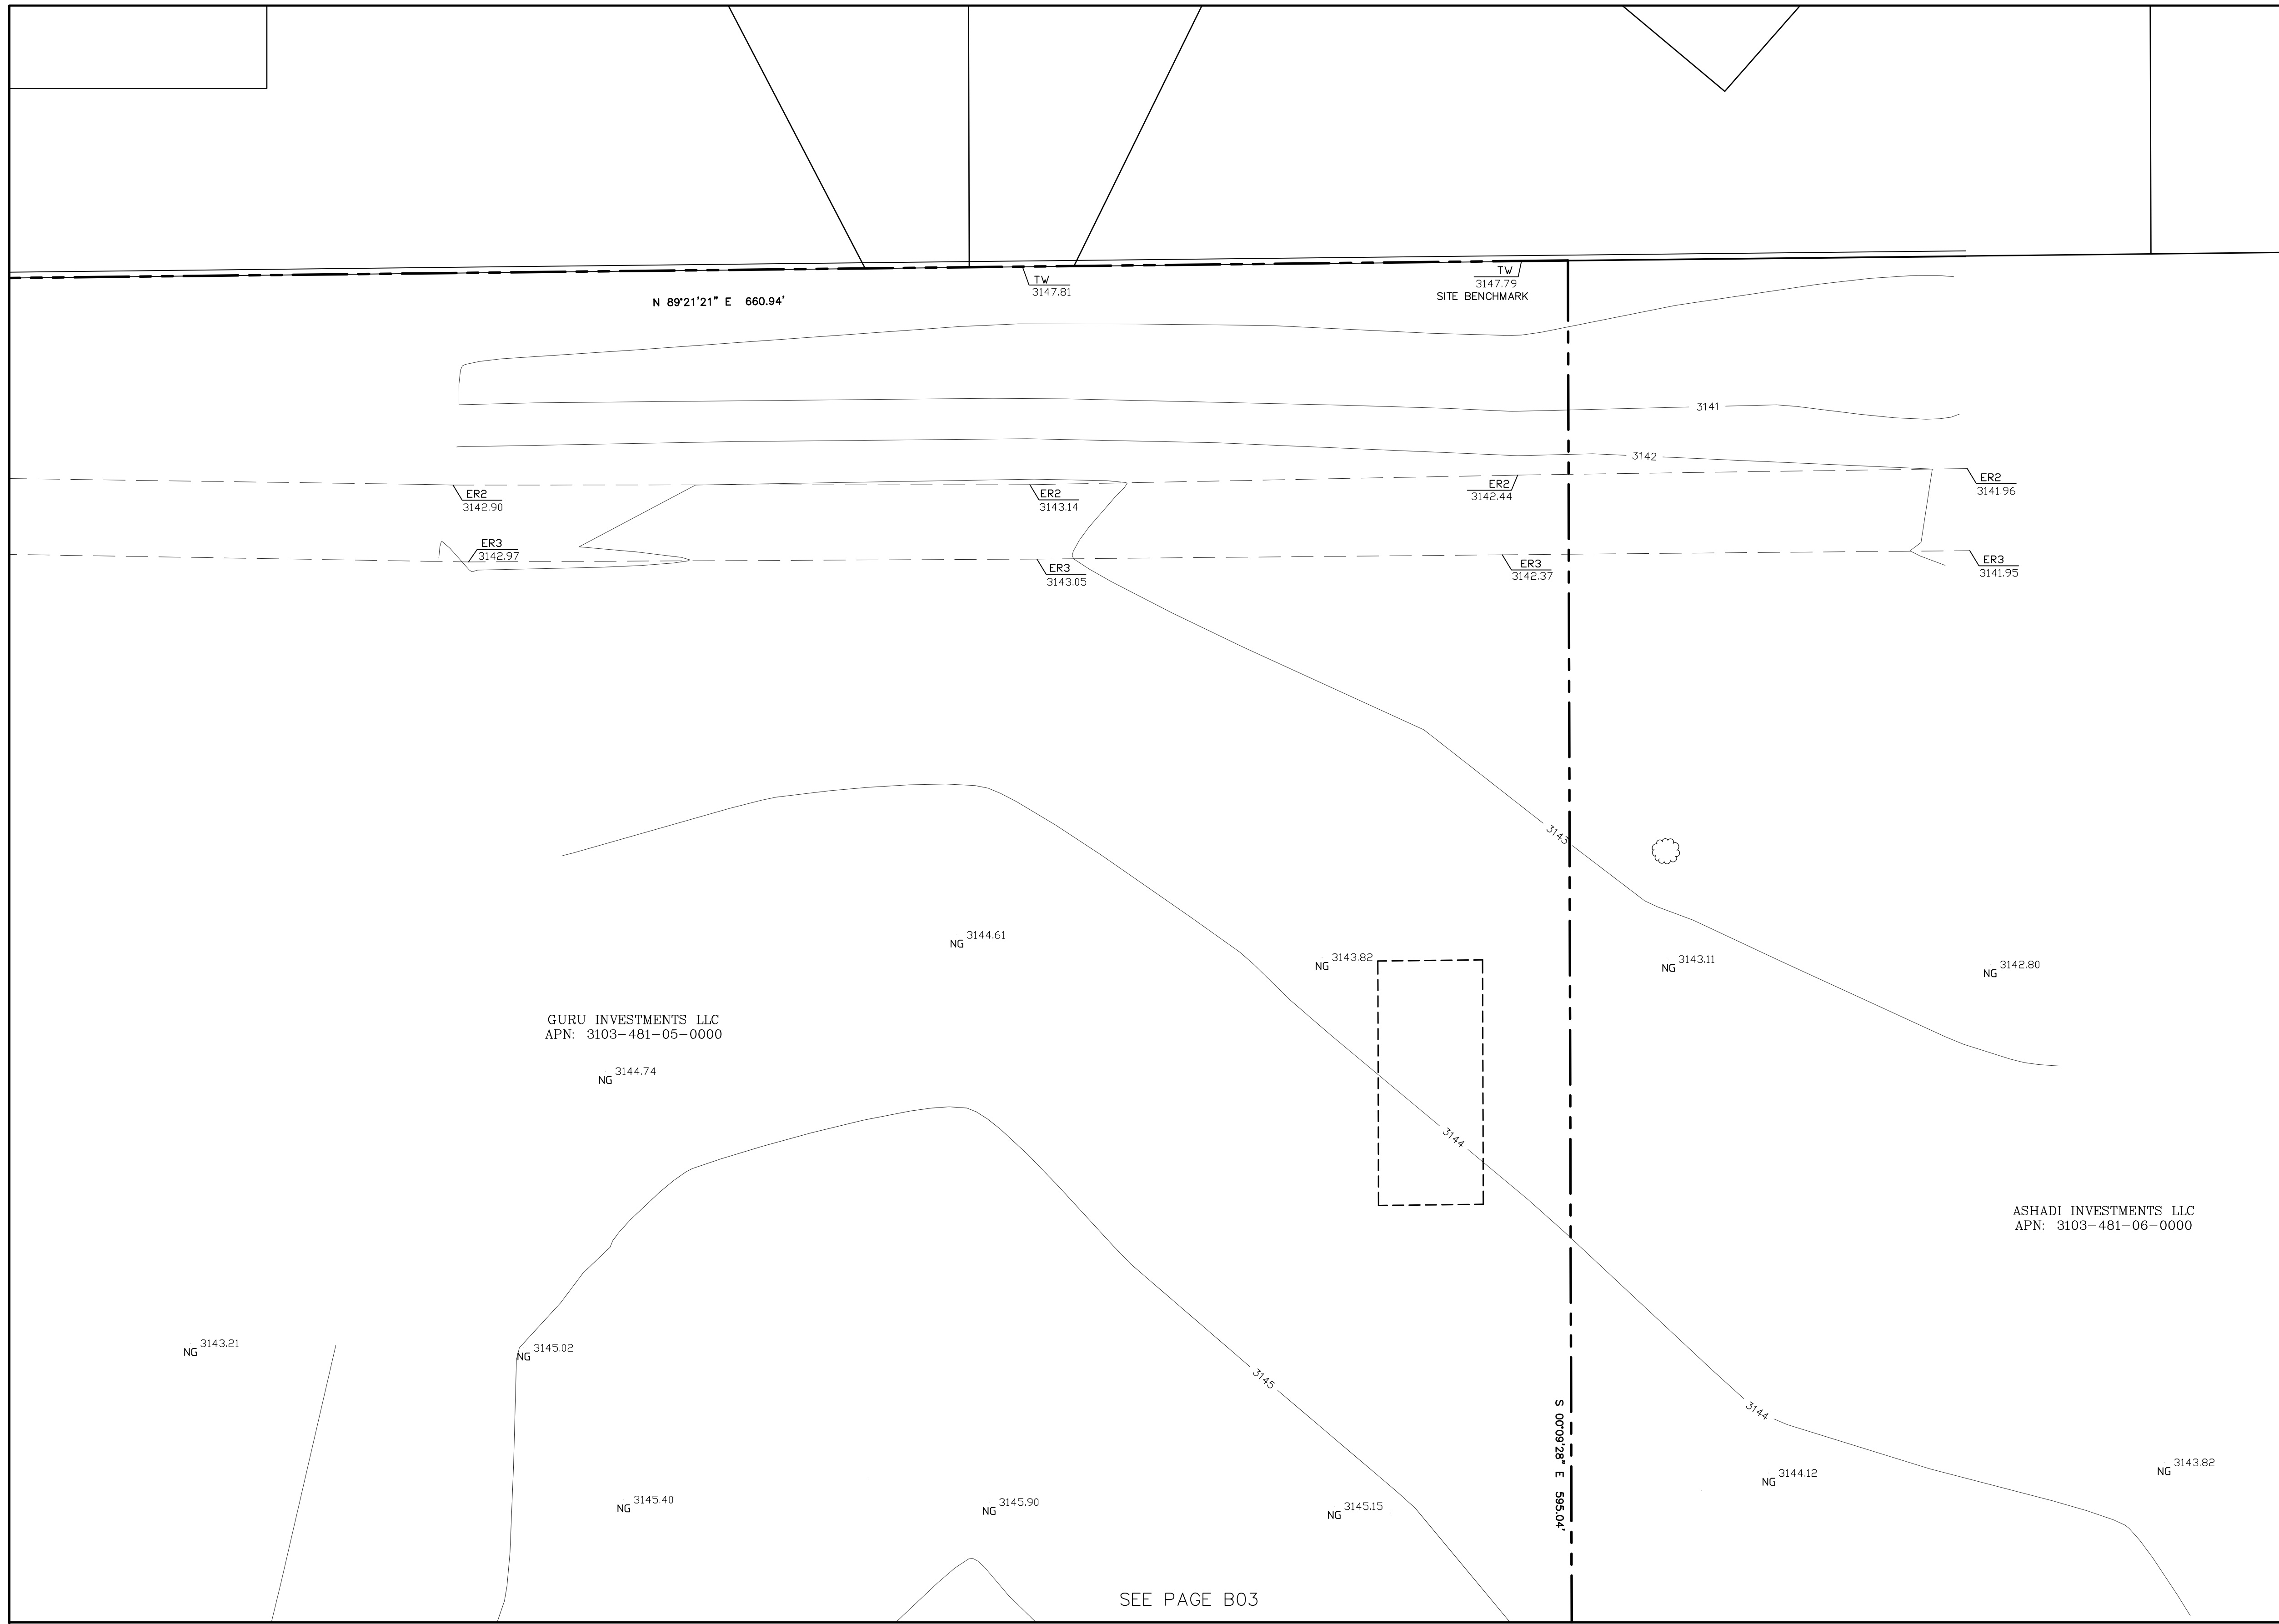 TW
3147.81
TW
3147.79
SITE BENCHMARK
N 89°21'21" E 660.94'
3141
3142
ER2
3142.90
ER2
3143.14
ER2
3142.44
ER2
3141.96
ER3
3142.97
ER3
3143.05
ER3
3142.37
ER3
3141.95
3143
NG 3144.61
NG 3143.82
NG 3143.11
NG 3142.80
GURU INVESTMENTS LLC
APN: 3103-481-05-0000
NG 3144.74
3144
ASHADI INVESTMENTS LLC
APN: 3103-481-06-0000
NG 3143.21
NG 3145.02
3145
3144
S 00°09'28" E 595.04'
NG 3143.82
NG 3144.12
NG 3145.40
NG 3145.90
NG 3145.15
SEE PAGE B03